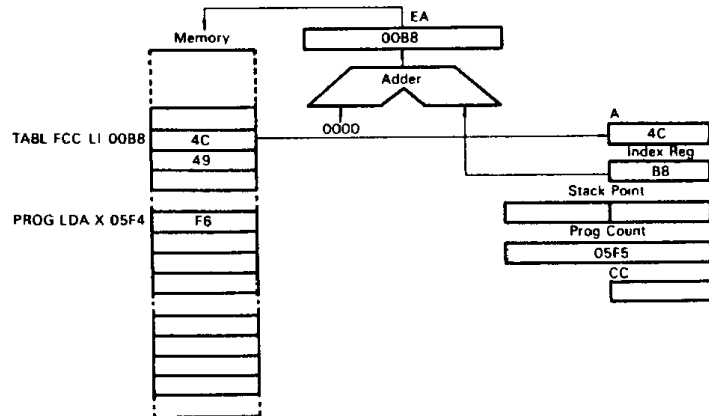 EA
Memory
00B8
Adder
A
TABL FCC LI 00B8
4C
0000
4C
49
Index Reg
B8
Stack Point
PROG LDA X 05F4
F6
Prog Count
05F5
CC